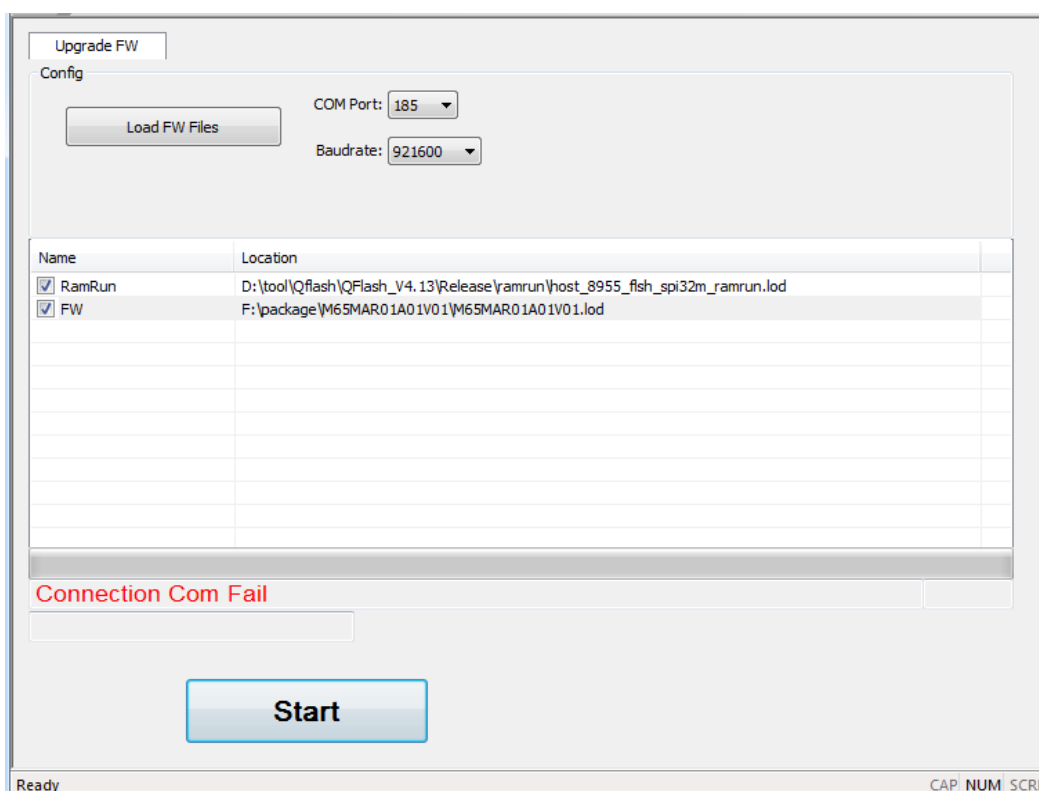 Upgrade FW
Config
Load FW Files
COM Port: 185
Baudrate: 921600
Name Location
RamRun D:\tool\Qflash\QFlash_V4.13\Release\ramrun\host_8955_flsh_spi32m_ramrun.lod
FW F:\package\M65MAR01A01V01\M65MAR01A01V01.lod
Connection Com Fail
Start
Ready CAP NUM SCR